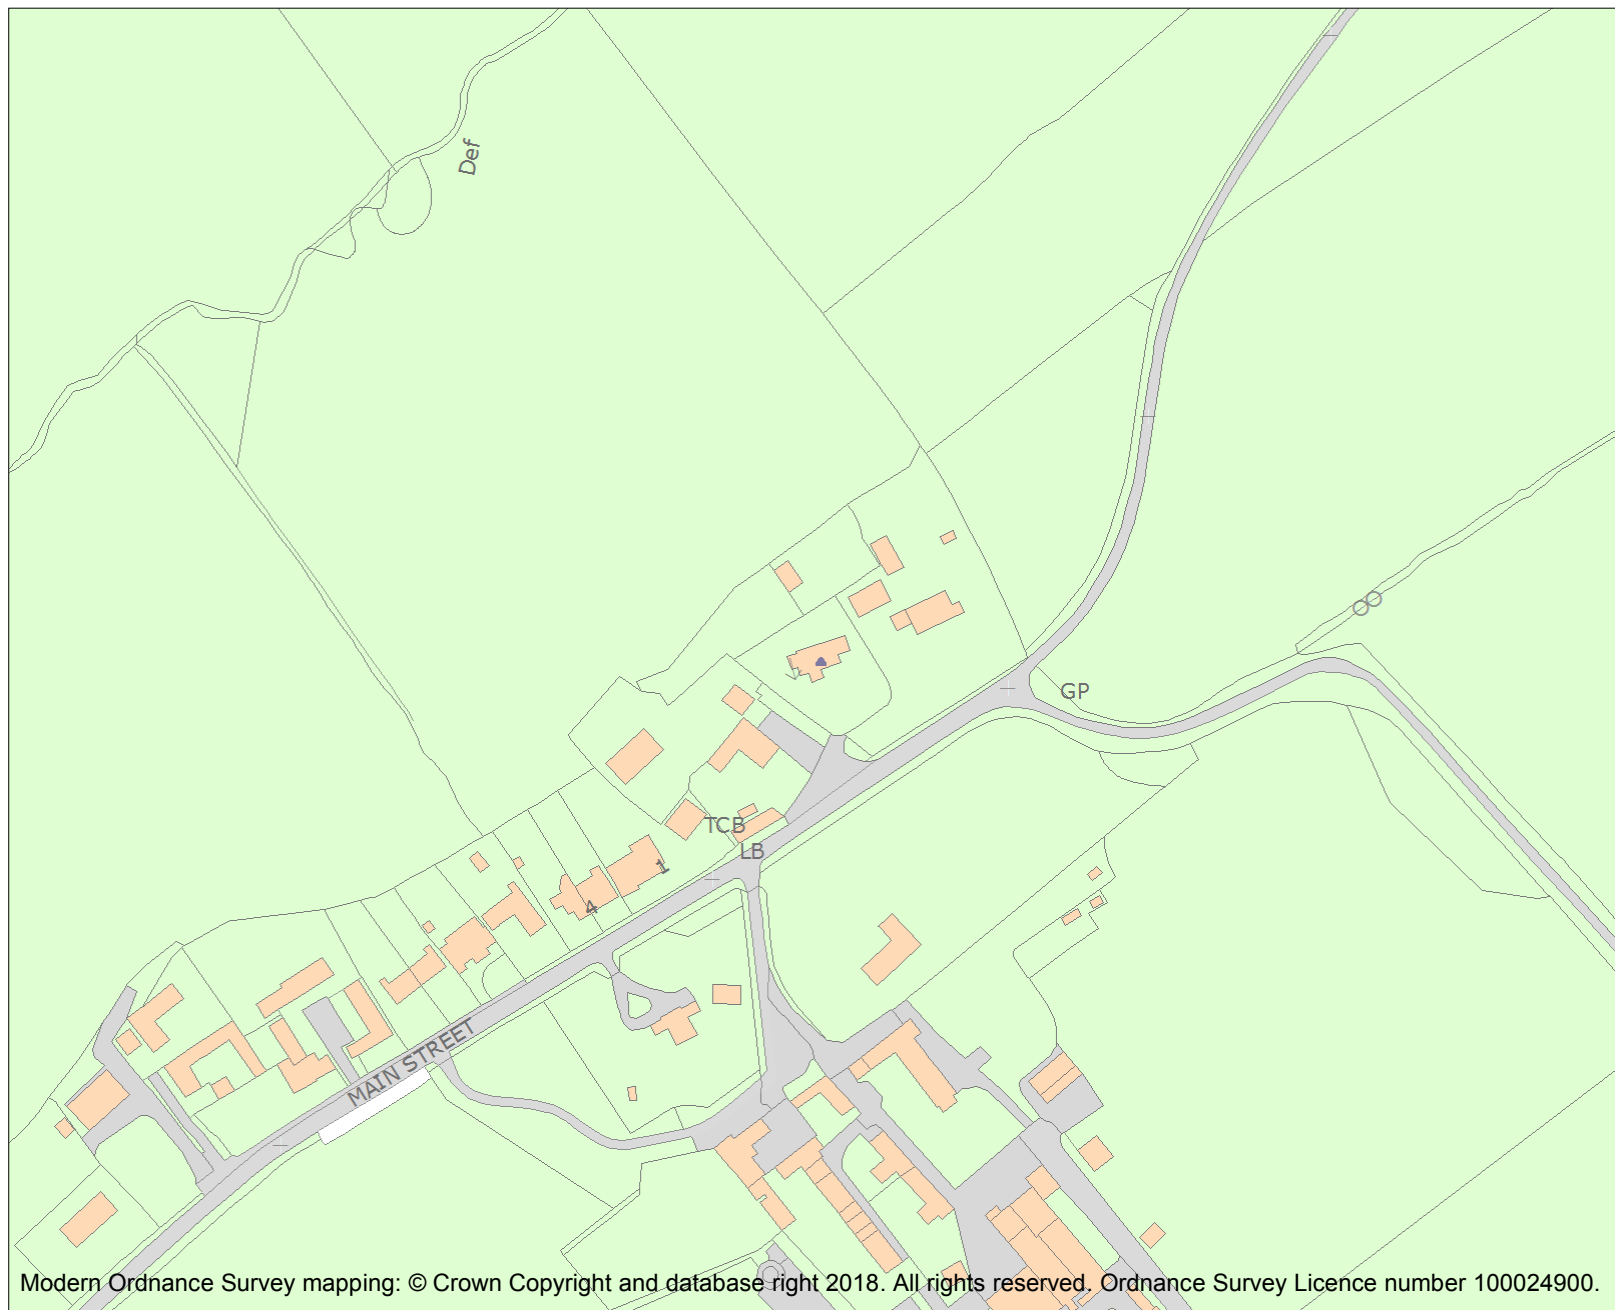 Def
GP
TCB
LB
1
4
MAIN STREET
Modern Ordnance Survey mapping: © Crown Copyright and database right 2018. All rights reserved. Ordnance Survey Licence number 100024900.